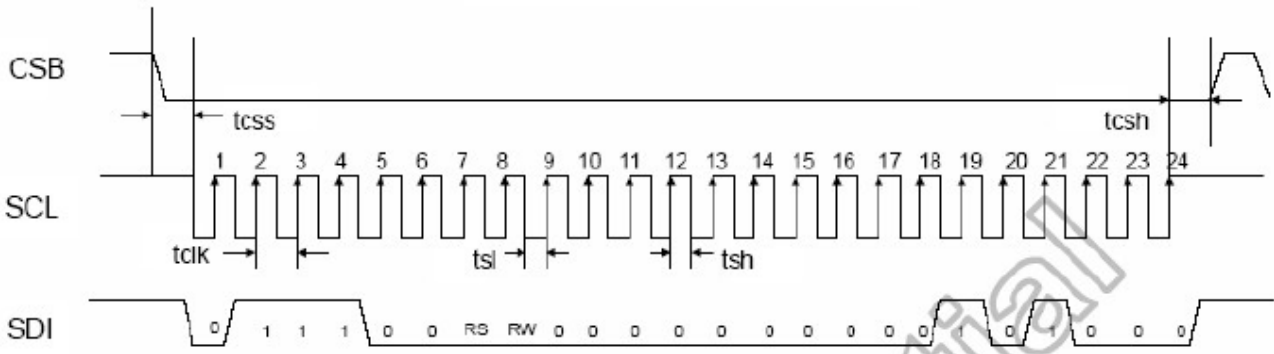 CSB
tcss
tcsh
1 2 3 4 5 6 7 8 9 10 11 12 13 14 15 16 17 18 19 20 21 22 23 24
SCL
tclk
tsl
tsh
SDI
0 1 1 1 0 0 RS RW 0 0 0 0 0 0 0 0 0 0 1 0 1 0 0 0
tial